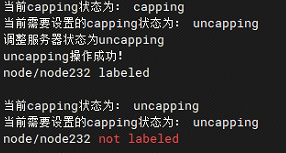 当前capping状态为： capping
当前需要设置的capping状态为： uncapping
调整服务器状态为uncapping
uncapping操作成功!
node/node232 labeled
当前capping状态为： uncapping
当前需要设置的capping状态为： uncapping
node/node232 not labeled